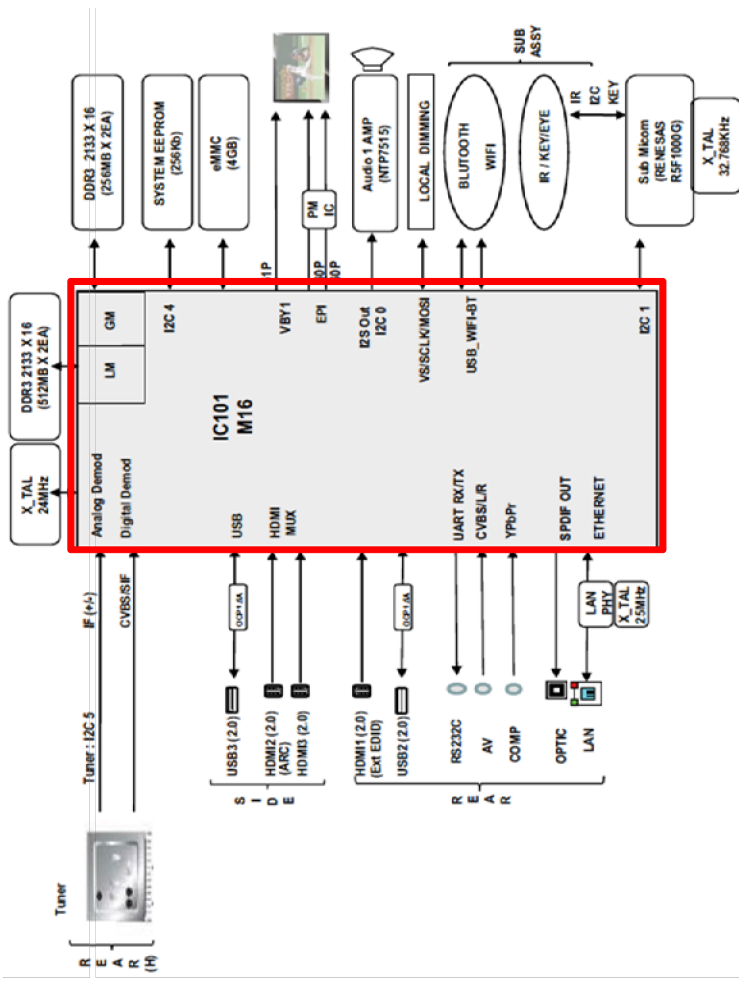 REAR
(H)
Tuner
Tuner : I2C 5
IF (+/-)
CVBS/SIF
X_TAL
24MHz
DDR3 2133 X 16
(512MB X 2EA)
Analog Demod
Digital Demod
LM
GM
DDR3 2133 X 16
(256MB X 2EA)
I2C 4
SYSTEM EEPROM
(256Kb)
eMMC
(4GB)
SIDE
USB3 (2.0)
OCP1.6A
USB
HDMI2 (2.0)
(ARC)
HDMI3 (2.0)
HDMI
MUX
IC101
M16
VBY1
EPI
PM
IC
REAR
HDMI1 (2.0)
(Ext EDID)
USB2 (2.0)
OCP1.6A
I2S Out
I2C 0
Audio 1 AMP
(NTP7515)
VS/SCLK/MOSI
LOCAL DIMMING
RS232C
UART RX/TX
USB_WIFI-BT
BLUTOOTH
WIFI
SUB
ASSY
AV
CVBS/L/R
COMP
YPbPr
IR / KEY/EYE
OPTIC
SPDIF OUT
IR
I2C
KEY
LAN
LAN
PHY
X_TAL
25MHz
ETHERNET
I2C 1
Sub Micom
(RENESAS
R5F1000G)
X_TAL
32.768KHz